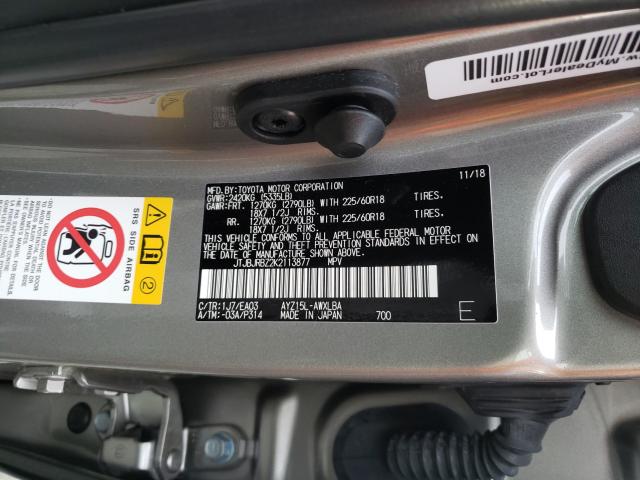 www.MyDealerLot.com
MFD.BY:TOYOTA MOTOR CORPORATION 11/18
GVWR:2420KG (5335LB)
GAWR:FRT. 1270KG (2790LB) WITH 225/60R18 TIRES.
18X7 1/2J RIMS.
RR. 1270KG (2790LB) WITH 225/60R18 TIRES.
18X7 1/2J RIMS.
THIS VEHICLE CONFORMS TO ALL APPLICABLE FEDERAL MOTOR
VEHICLE SAFETY AND THEFT PREVENTION STANDARDS IN EFFECT ON
THE DATE OF MANUFACTURE SHOWN ABOVE.
JTJBJRBZ2K2113877 MPV
C/TR:1J7/EA03 AYZ15L-AWXLBA
A/TM:-03A/P314 MADE IN JAPAN 700 E
SRS SIDE AIRBAG
2